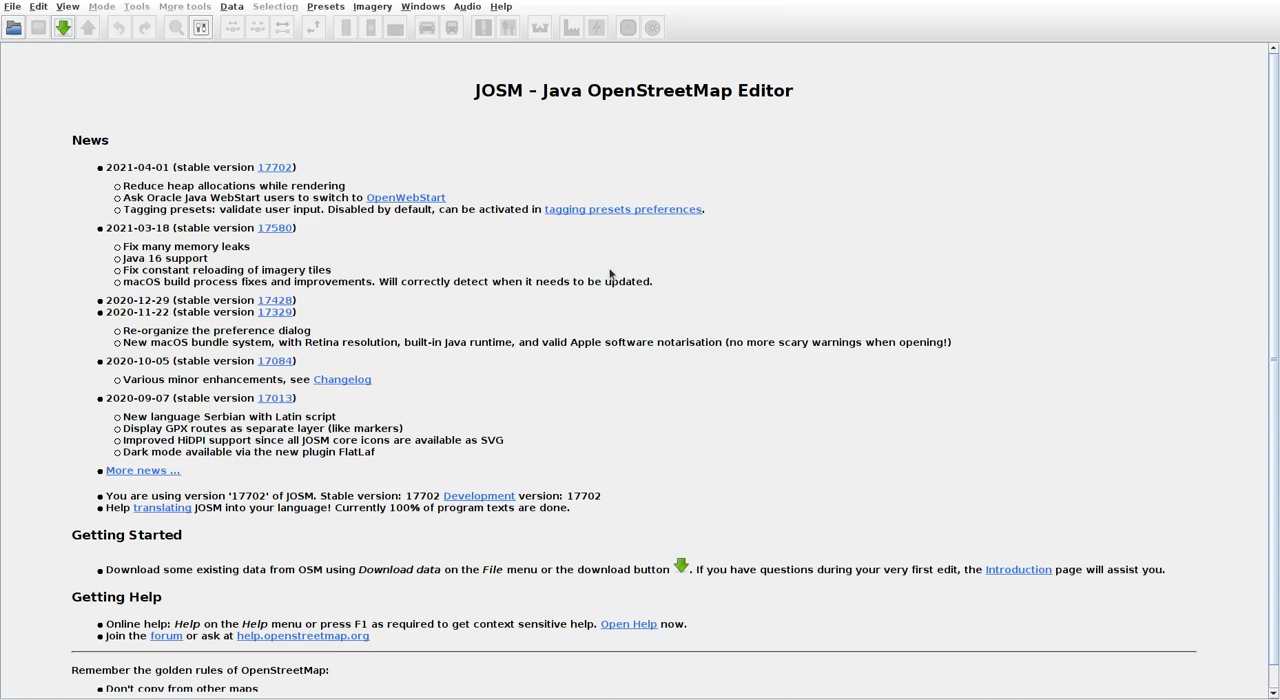 File Edit View Mode Tools More tools Data Selection Presets Imagery Windows Audio Help
JOSM – Java OpenStreetMap Editor
News
2021-04-01 (stable version 17702)
Reduce heap allocations while rendering
Ask Oracle Java WebStart users to switch to OpenWebStart
Tagging presets: validate user input. Disabled by default, can be activated in tagging presets preferences.
2021-03-18 (stable version 17580)
Fix many memory leaks
Java 16 support
Fix constant reloading of imagery tiles
macOS build process fixes and improvements. Will correctly detect when it needs to be updated.
2020-12-29 (stable version 17428)
2020-11-22 (stable version 17329)
Re-organize the preference dialog
New macOS bundle system, with Retina resolution, built-in Java runtime, and valid Apple software notarisation (no more scary warnings when opening!)
2020-10-05 (stable version 17084)
Various minor enhancements, see Changelog
2020-09-07 (stable version 17013)
New language Serbian with Latin script
Display GPX routes as separate layer (like markers)
Improved HiDPI support since all JOSM core icons are available as SVG
Dark mode available via the new plugin FlatLaf
More news ...
You are using version '17702' of JOSM. Stable version: 17702 Development version: 17702
Help translating JOSM into your language! Currently 100% of program texts are done.
Getting Started
Download some existing data from OSM using Download data on the File menu or the download button . If you have questions during your very first edit, the Introduction page will assist you.
Getting Help
Online help: Help on the Help menu or press F1 as required to get context sensitive help. Open Help now.
Join the forum or ask at help.openstreetmap.org
Remember the golden rules of OpenStreetMap:
Don't copy from other maps